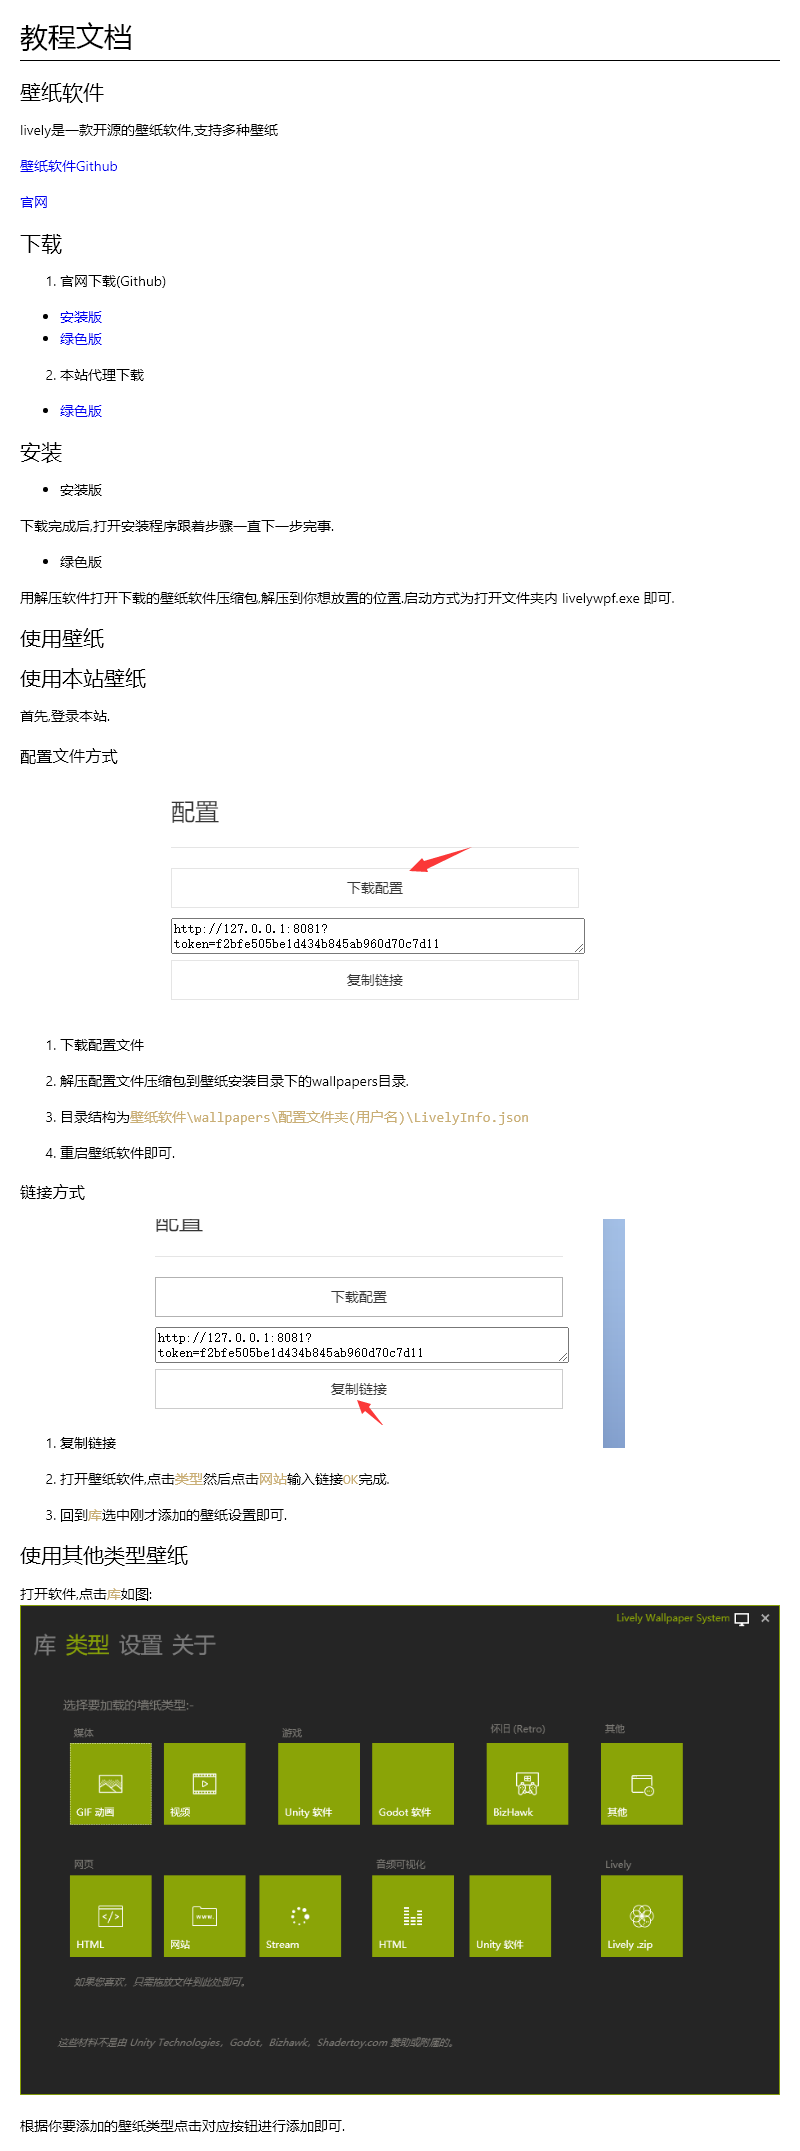 教程文档
壁纸软件
lively是一款开源的壁纸软件,支持多种壁纸
壁纸软件Github
官网
下载
1. 官网下载(Github)
• 安装版
• 绿色版
2. 本站代理下载
• 绿色版
安装
• 安装版
下载完成后,打开安装程序跟着步骤一直下一步完事.
• 绿色版
用解压软件打开下载的壁纸软件压缩包,解压到你想放置的位置.启动方式为打开文件夹内 livelywpf.exe 即可.
使用壁纸
使用本站壁纸
首先,登录本站.
配置文件方式
配置
下载配置
http://127.0.0.1:8081?
token=f2bfe505be1d434b845ab960d70c7d11
复制链接
1. 下载配置文件
2. 解压配置文件压缩包到壁纸安装目录下的wallpapers目录.
3. 目录结构为壁纸软件\wallpapers\配置文件夹(用户名)\LivelyInfo.json
4. 重启壁纸软件即可.
链接方式
配置
下载配置
http://127.0.0.1:8081?
token=f2bfe505be1d434b845ab960d70c7d11
复制链接
1. 复制链接
2. 打开壁纸软件,点击类型然后点击网站输入链接OK完成.
3. 回到库选中刚才添加的壁纸设置即可.
使用其他类型壁纸
打开软件,点击库如图:
Lively Wallpaper System
库 类型 设置 关于
选择要加载的墙纸类型:-
媒体 游戏 怀旧 (Retro) 其他
GIF 动画 视频 Unity 软件 Godot 软件 BizHawk 其他
网页 音频可视化 Lively
HTML 网站 Stream HTML Unity 软件 Lively .zip
如果您喜欢，只需拖放文件到此处即可。
这些材料不是由 Unity Technologies，Godot，Bizhawk，Shadertoy.com 赞助或附属的。
根据你要添加的壁纸类型点击对应按钮进行添加即可.